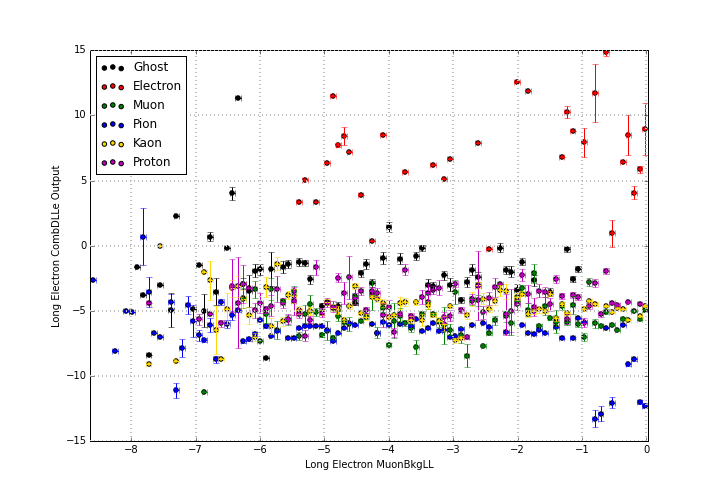 15
10
5
0
−5
−10
−15
Long Electron CombDLLe Output
Ghost
Electron
Muon
Pion
Kaon
Proton
−8 −7 −6 −5 −4 −3 −2 −1 0
Long Electron MuonBkgLL